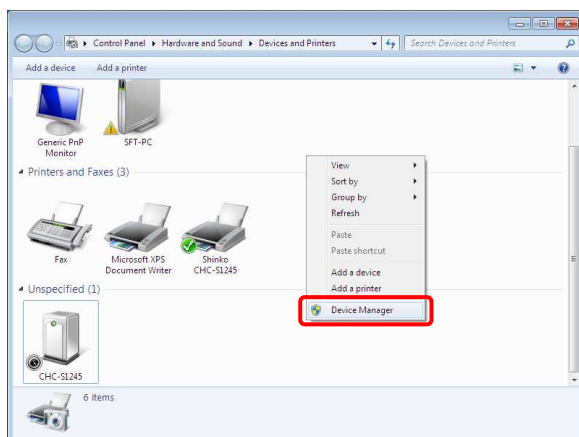 Control Panel ▸ Hardware and Sound ▸ Devices and Printers
Search Devices and Printers
Add a device Add a printer
Generic PnP
Monitor
SFT-PC
Printers and Faxes (3)
Fax
Microsoft XPS
Document Writer
Shinko
CHC-S1245
Unspecified (1)
CHC-S1245
View
Sort by
Group by
Refresh
Paste
Paste shortcut
Add a device
Add a printer
Device Manager
6 items